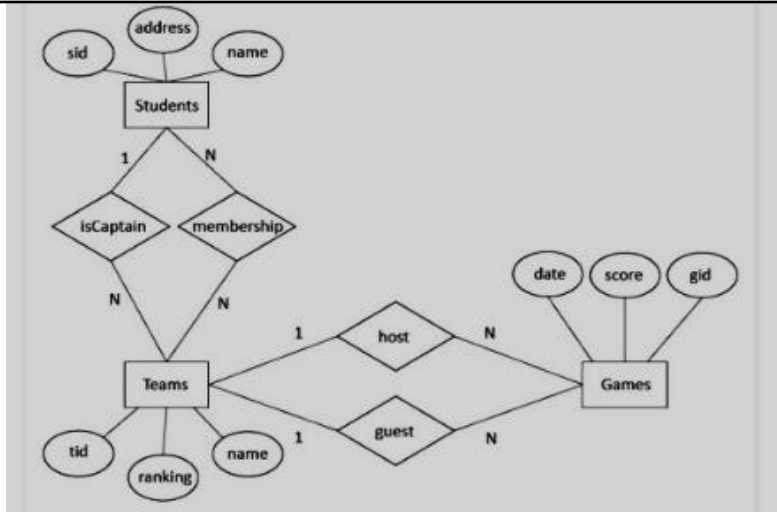 address
sid
name
Students
1
N
isCaptain
membership
N
N
date
score
gid
1
host
N
Teams
Games
1
guest
N
tid
ranking
name